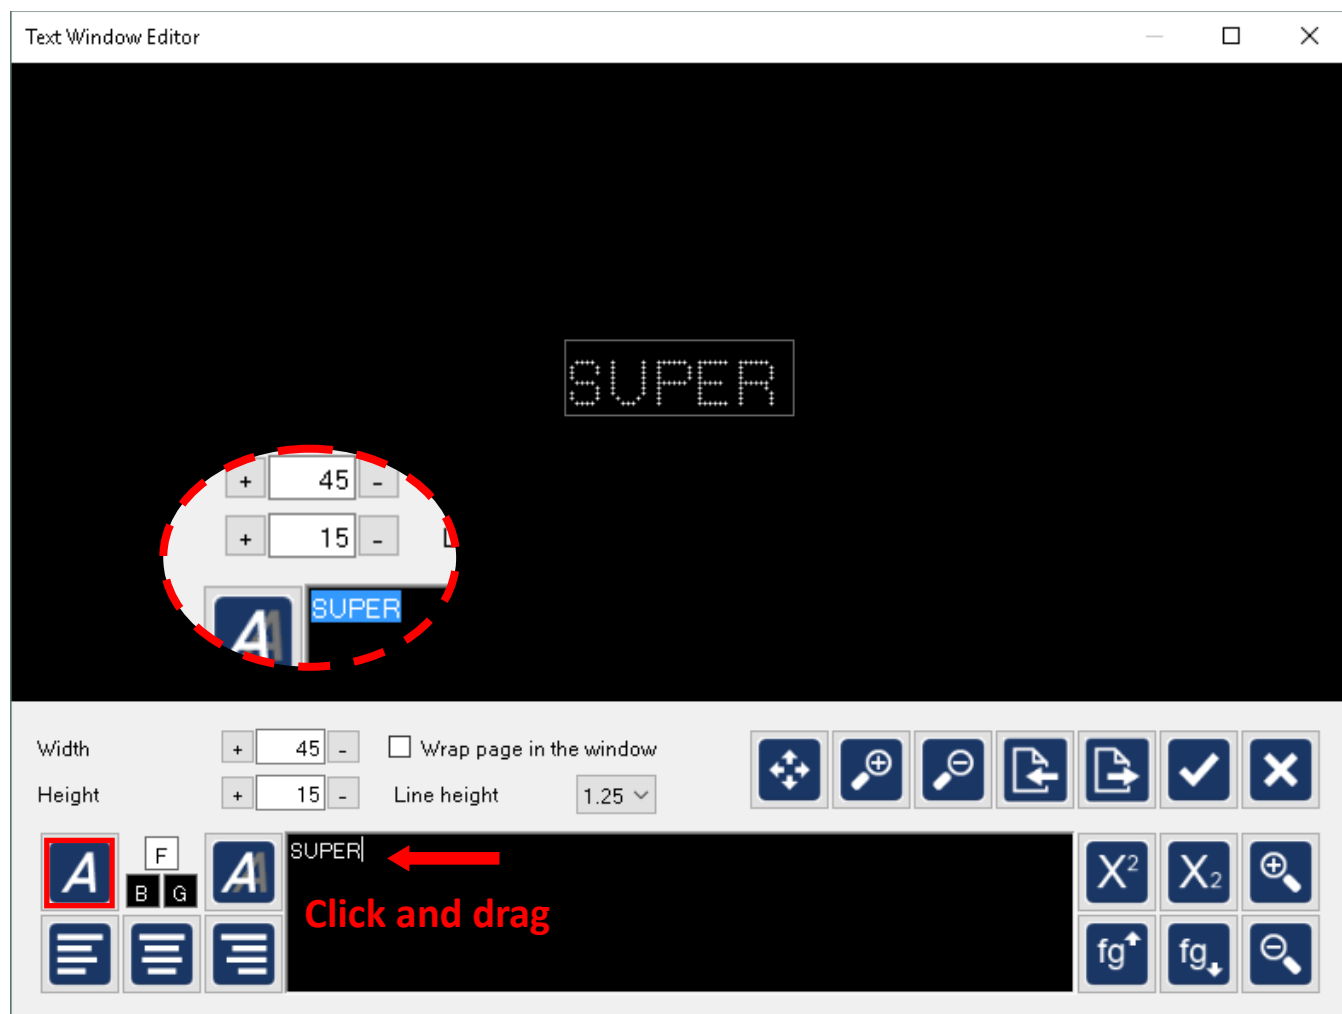 Text Window Editor
SUPER
+ 45 -
+ 15 -
A
SUPER
Width + 45 - Wrap page in the window
Height + 15 - Line height 1.25
A F B G A
SUPER
Click and drag
X² X₂
fg fg